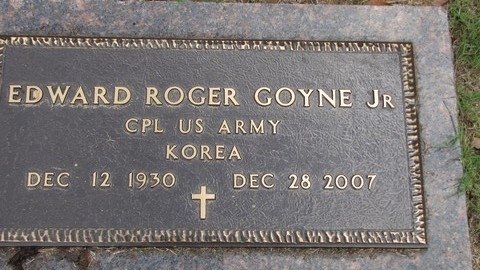 EDWARD ROGER GOYNE JR
CPL US ARMY
KOREA
DEC 12 1930 DEC 28 2007